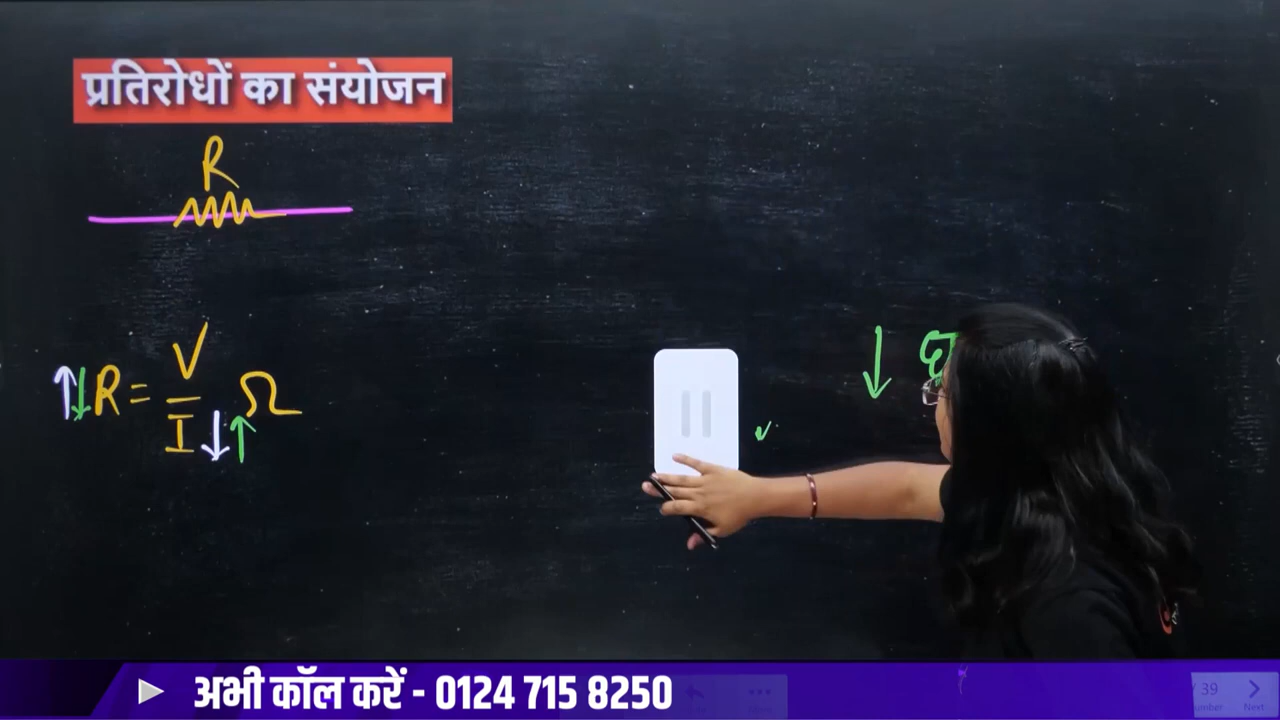 प्रतिरोधों का संयोजन
R
↑↓R = V/I ↓↑ Ω
↓
अभी कॉल करें - 0124 715 8250
/ 39
Next